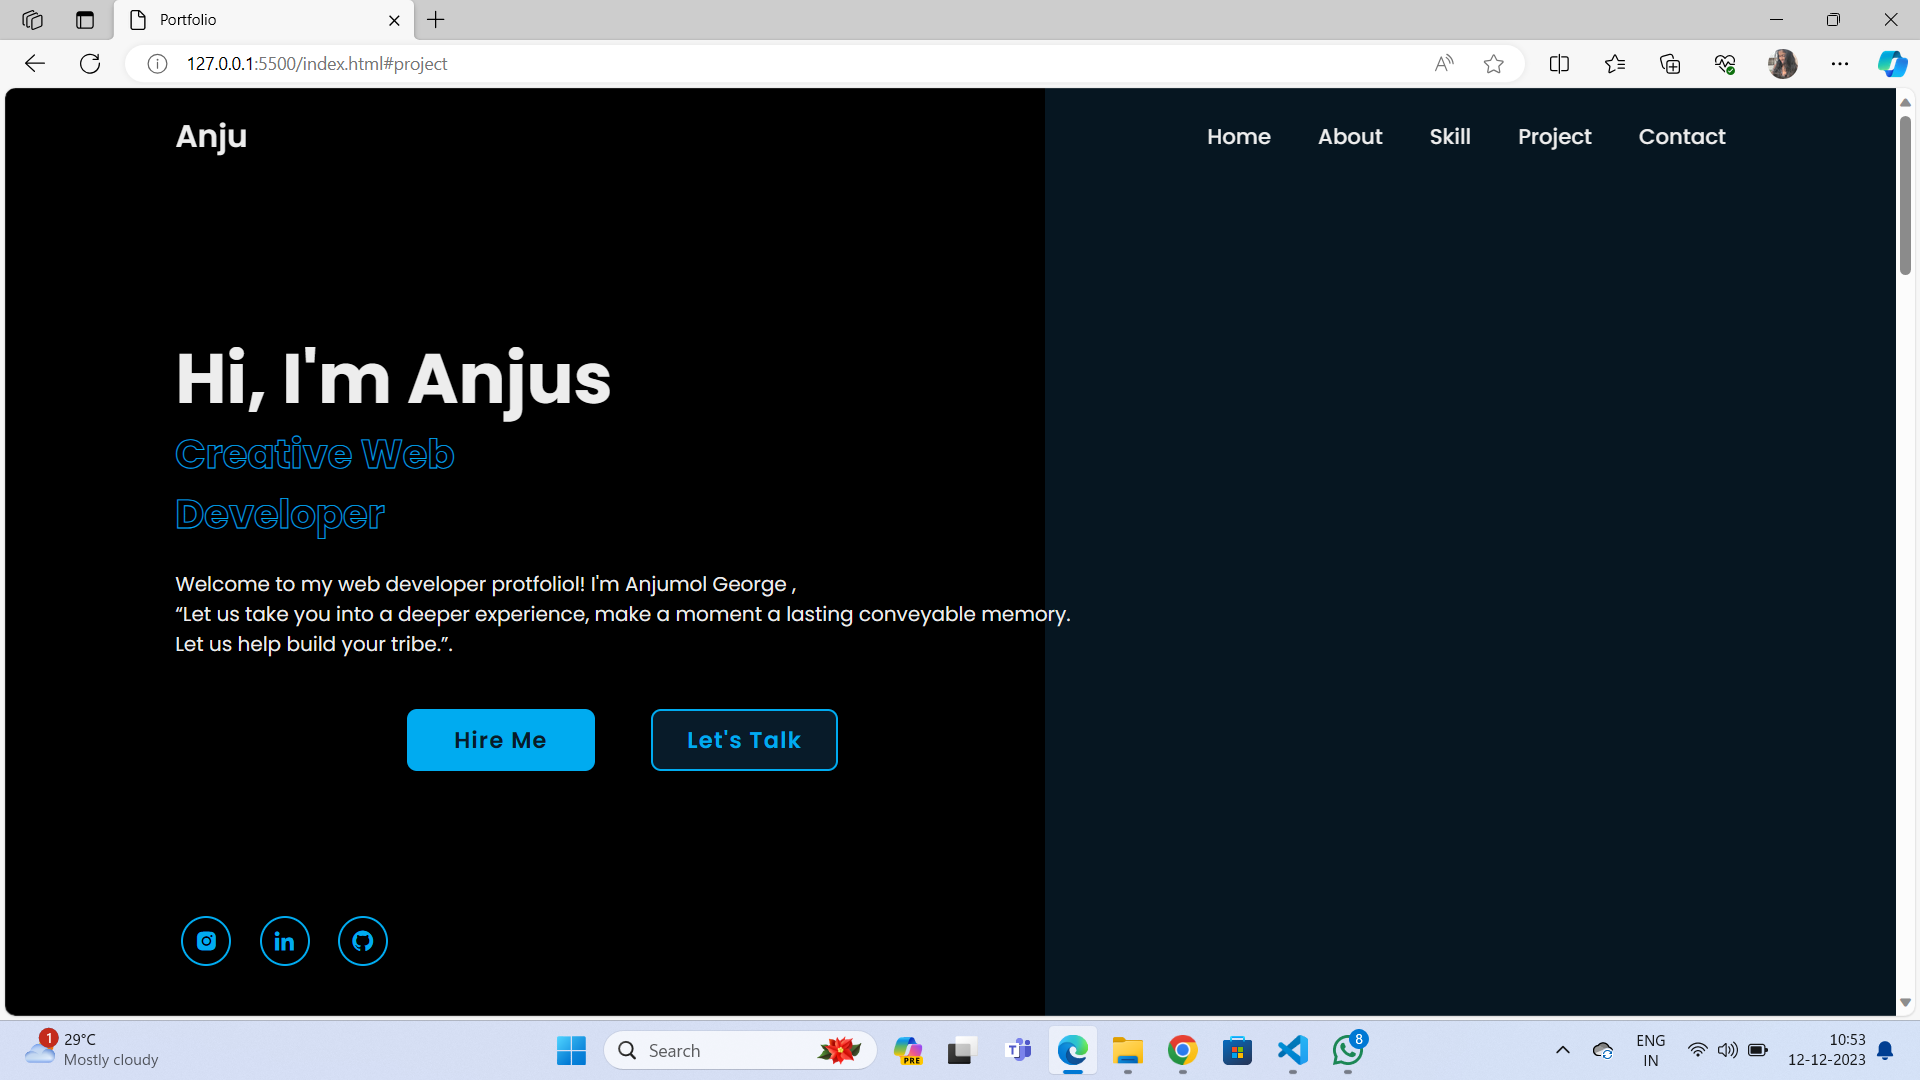 Portfolio
127.0.0.1:5500/index.html#project
Anju
Home About Skill Project Contact
Hi, I'm Anjus
Creative Web
Developer
Welcome to my web developer protfoliol! I'm Anjumol George ,
“Let us take you into a deeper experience, make a moment a lasting conveyable memory.
Let us help build your tribe.”.
Hire Me Let's Talk
1 29°C
Mostly cloudy
Search
PRE
8
ENG
IN
10:53
12-12-2023